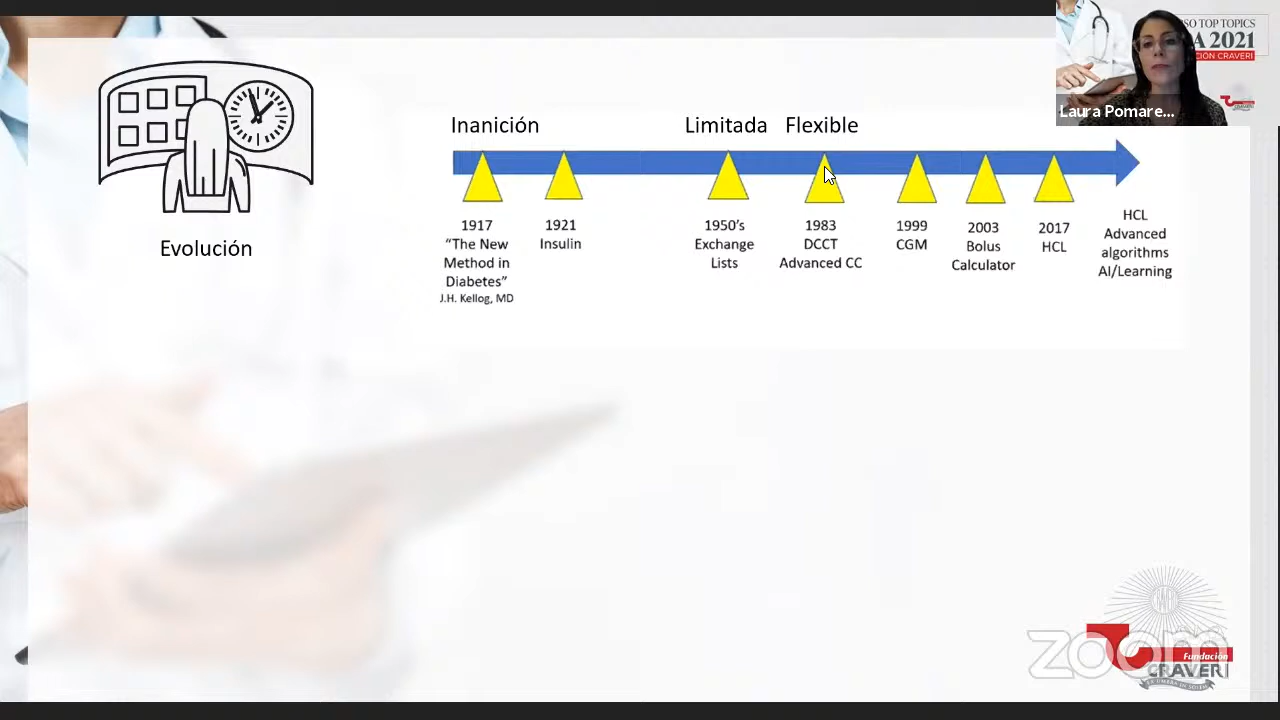 SO TOP TOPICS
A 2021
CIÓN CRAVERI
Laura Pomare...
Inanición
Limitada
Flexible
Evolución
1917
“The New
Method in
Diabetes”
J.H. Kellog, MD
1921
Insulin
1950’s
Exchange
Lists
1983
DCCT
Advanced CC
1999
CGM
2003
Bolus
Calculator
2017
HCL
HCL
Advanced
algorithms
AI/Learning
zoom
Fundación
CRAVERI